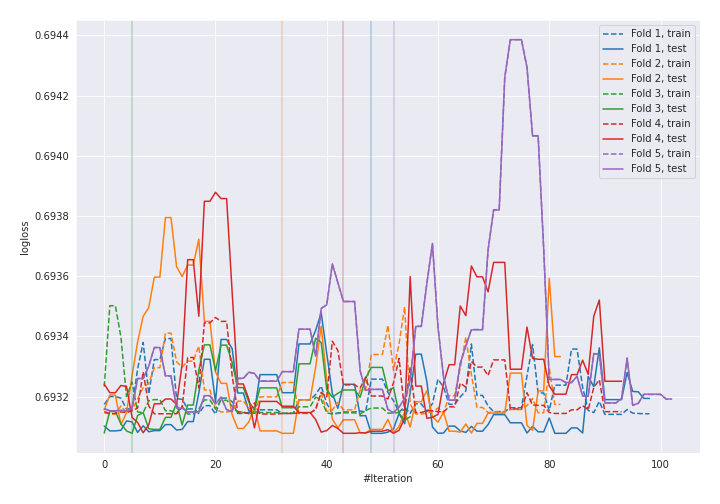 0.6944
0.6942
0.6940
0.6938
0.6936
0.6934
0.6932
logloss
0
20
40
60
80
100
#Iteration
Fold 1, train
Fold 1, test
Fold 2, train
Fold 2, test
Fold 3, train
Fold 3, test
Fold 4, train
Fold 4, test
Fold 5, train
Fold 5, test